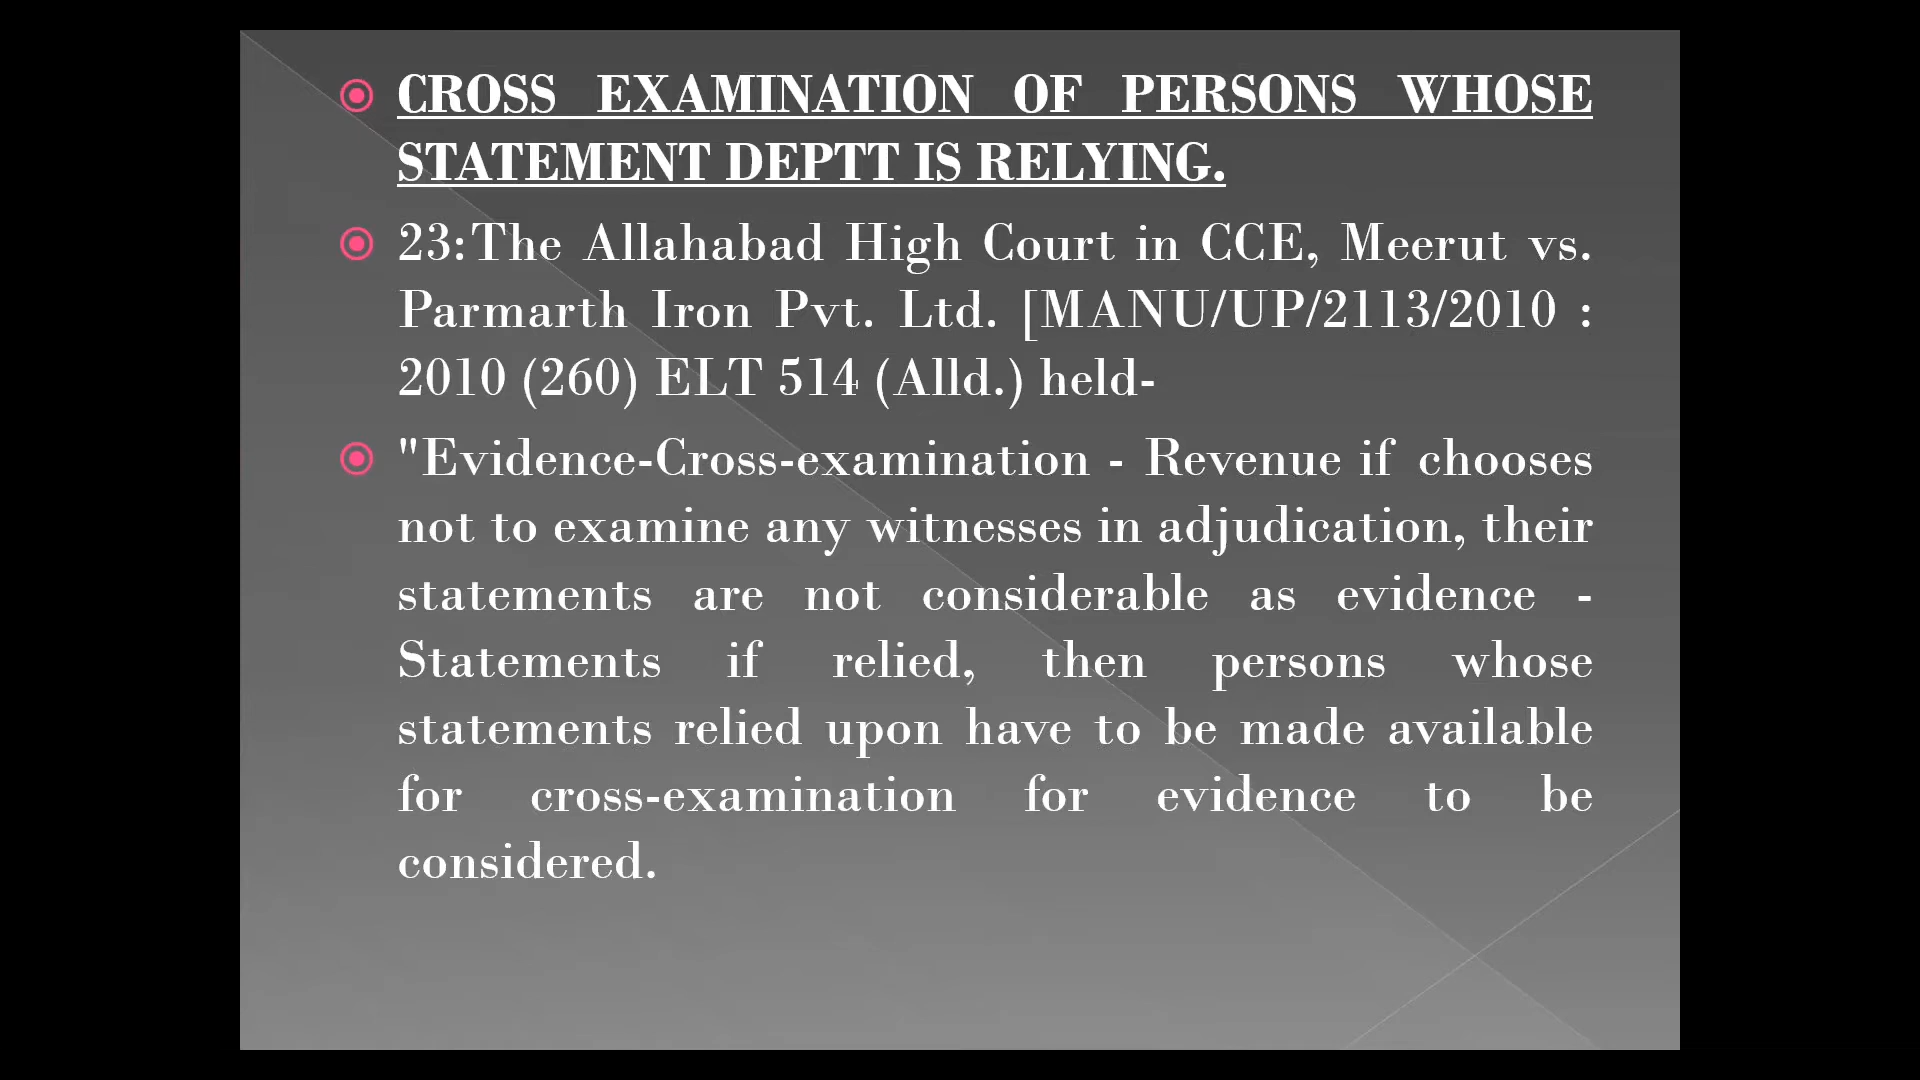 CROSS EXAMINATION OF PERSONS WHOSE
STATEMENT DEPTT IS RELYING.
23:The Allahabad High Court in CCE, Meerut vs.
Parmarth Iron Pvt. Ltd. [MANU/UP/2113/2010 :
2010 (260) ELT 514 (Alld.) held-
"Evidence-Cross-examination - Revenue if chooses
not to examine any witnesses in adjudication, their
statements are not considerable as evidence -
Statements if relied, then persons whose
statements relied upon have to be made available
for cross-examination for evidence to be
considered.